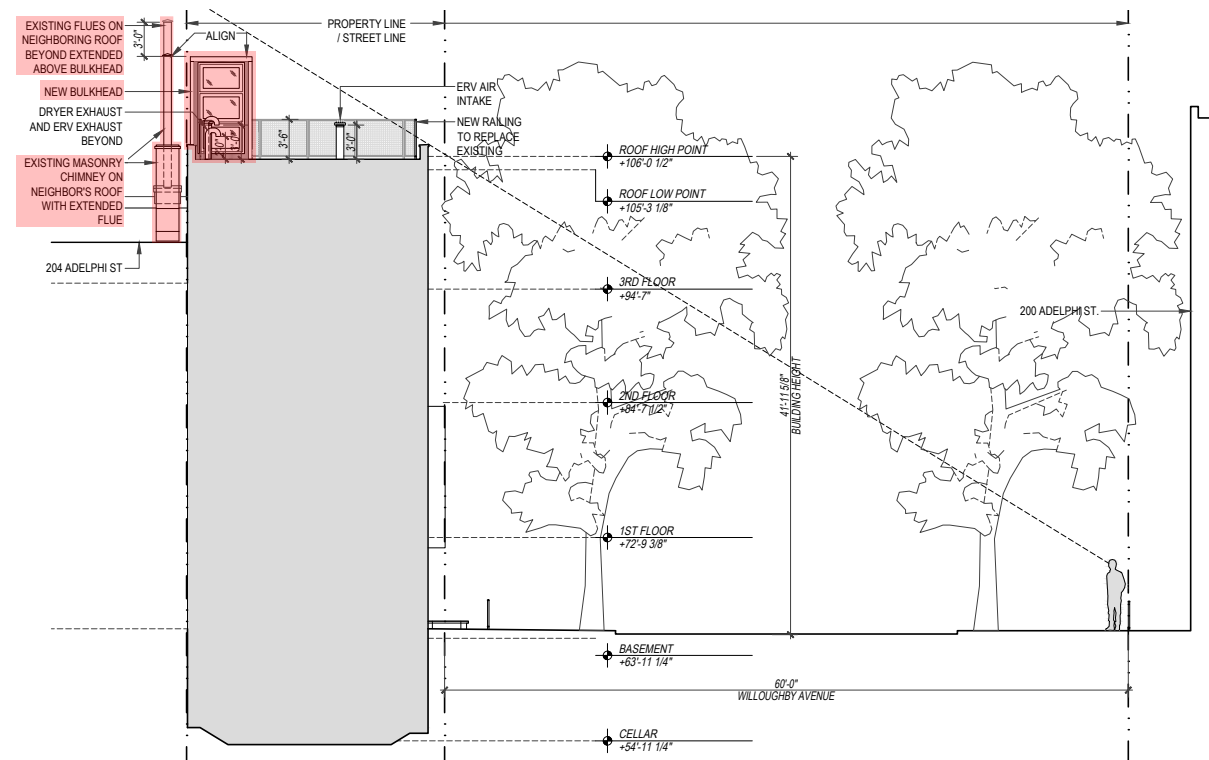 EXISTING FLUES ON
NEIGHBORING ROOF
BEYOND EXTENDED
ABOVE BULKHEAD
3'-0"
ALIGN
PROPERTY LINE
/ STREET LINE
NEW BULKHEAD
DRYER EXHAUST
AND ERV EXHAUST
BEYOND
EXISTING MASONRY
CHIMNEY ON
NEIGHBOR'S ROOF
WITH EXTENDED
FLUE
204 ADELPHI ST
3'-6"
3'-0"
ERV AIR
INTAKE
NEW RAILING
TO REPLACE
EXISTING
ROOF HIGH POINT
+106'-0 1/2"
ROOF LOW POINT
+105'-3 1/8"
3RD FLOOR
+94'-7"
200 ADELPHI ST.
2ND FLOOR
+84'-7 1/2"
41'-11 5/8"
BUILDING HEIGHT
1ST FLOOR
+72'-9 3/8"
BASEMENT
+63'-11 1/4"
60'-0"
WILLOUGHBY AVENUE
CELLAR
+54'-11 1/4"